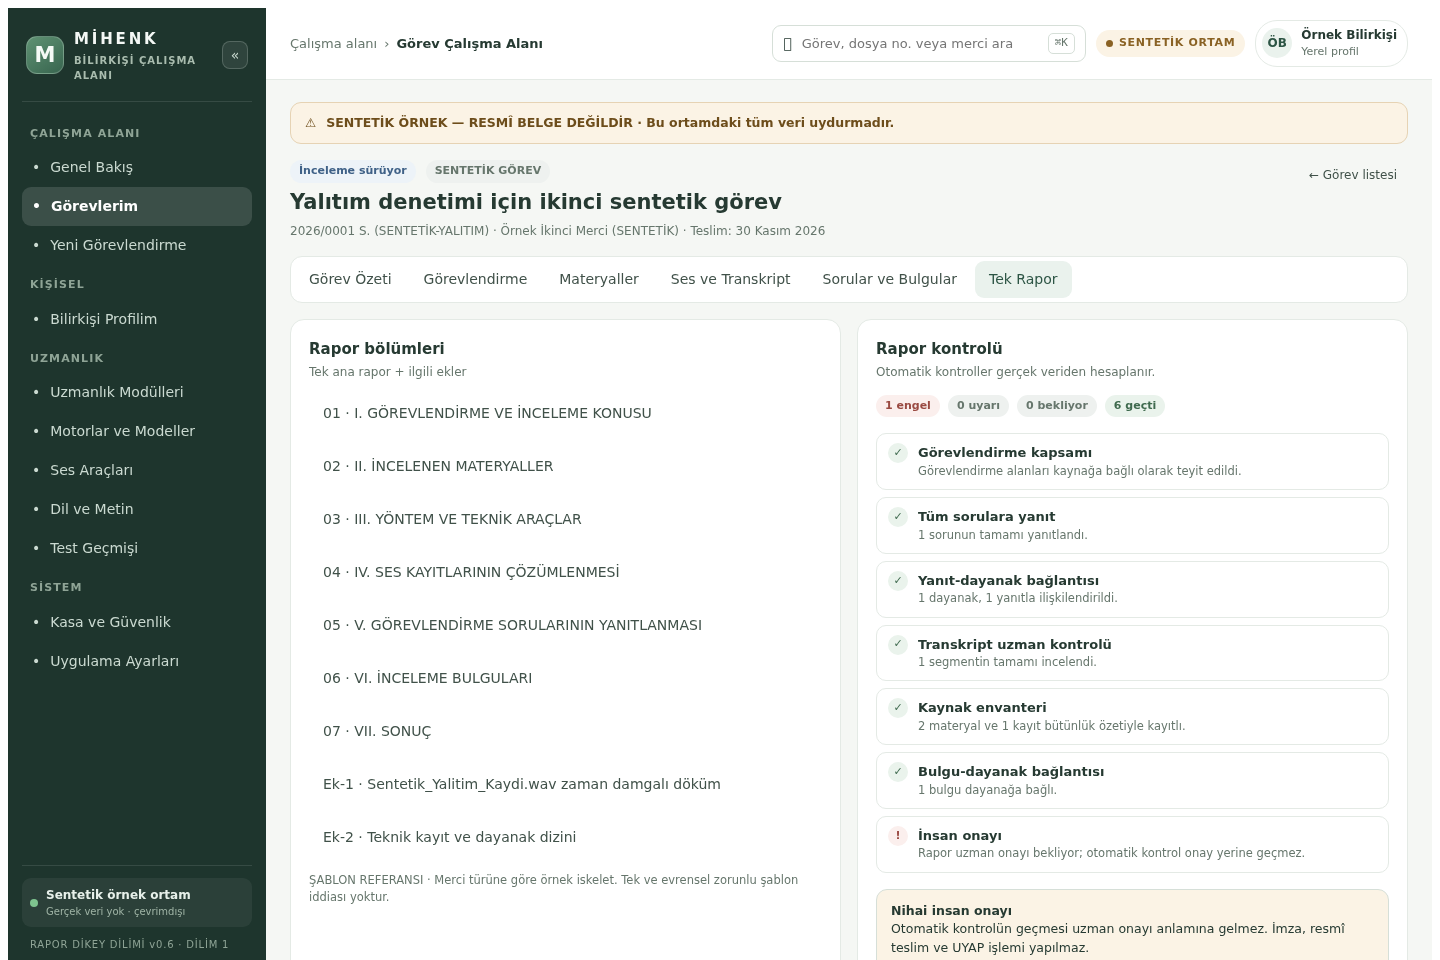 M
MİHENK
BİLİRKİŞİ ÇALIŞMA
ALANI
«
ÇALIŞMA ALANI
• Genel Bakış
• Görevlerim
• Yeni Görevlendirme
KİŞİSEL
• Bilirkişi Profilim
UZMANLIK
• Uzmanlık Modülleri
• Motorlar ve Modeller
• Ses Araçları
• Dil ve Metin
• Test Geçmişi
SİSTEM
• Kasa ve Güvenlik
• Uygulama Ayarları
Sentetik örnek ortam
Gerçek veri yok · çevrimdışı
RAPOR DİKEY DİLİMİ v0.6 · DİLİM 1
Çalışma alanı › Görev Çalışma Alanı
Görev, dosya no. veya merci ara
⌘K
● SENTETİK ORTAM
ÖB
Örnek Bilirkişi
Yerel profil
⚠ SENTETİK ÖRNEK — RESMÎ BELGE DEĞİLDİR · Bu ortamdaki tüm veri uydurmadır.
İnceleme sürüyor
SENTETİK GÖREV
← Görev listesi
Yalıtım denetimi için ikinci sentetik görev
2026/0001 S. (SENTETİK-YALITIM) · Örnek İkinci Merci (SENTETİK) · Teslim: 30 Kasım 2026
Görev Özeti
Görevlendirme
Materyaller
Ses ve Transkript
Sorular ve Bulgular
Tek Rapor
Rapor bölümleri
Tek ana rapor + ilgili ekler
01 · I. GÖREVLENDİRME VE İNCELEME KONUSU
02 · II. İNCELENEN MATERYALLER
03 · III. YÖNTEM VE TEKNİK ARAÇLAR
04 · IV. SES KAYITLARININ ÇÖZÜMLENMESİ
05 · V. GÖREVLENDİRME SORULARININ YANITLANMASI
06 · VI. İNCELEME BULGULARI
07 · VII. SONUÇ
Ek-1 · Sentetik_Yalitim_Kaydi.wav zaman damgalı döküm
Ek-2 · Teknik kayıt ve dayanak dizini
ŞABLON REFERANSI · Merci türüne göre örnek iskelet. Tek ve evrensel zorunlu şablon
iddiası yoktur.
Rapor kontrolü
Otomatik kontroller gerçek veriden hesaplanır.
1 engel
0 uyarı
0 bekliyor
6 geçti
✓ Görevlendirme kapsamı
Görevlendirme alanları kaynağa bağlı olarak teyit edildi.
✓ Tüm sorulara yanıt
1 sorunun tamamı yanıtlandı.
✓ Yanıt-dayanak bağlantısı
1 dayanak, 1 yanıtla ilişkilendirildi.
✓ Transkript uzman kontrolü
1 segmentin tamamı incelendi.
✓ Kaynak envanteri
2 materyal ve 1 kayıt bütünlük özetiyle kayıtlı.
✓ Bulgu-dayanak bağlantısı
1 bulgu dayanağa bağlı.
! İnsan onayı
Rapor uzman onayı bekliyor; otomatik kontrol onay yerine geçmez.
Nihai insan onayı
Otomatik kontrolün geçmesi uzman onayı anlamına gelmez. İmza, resmî
teslim ve UYAP işlemi yapılmaz.